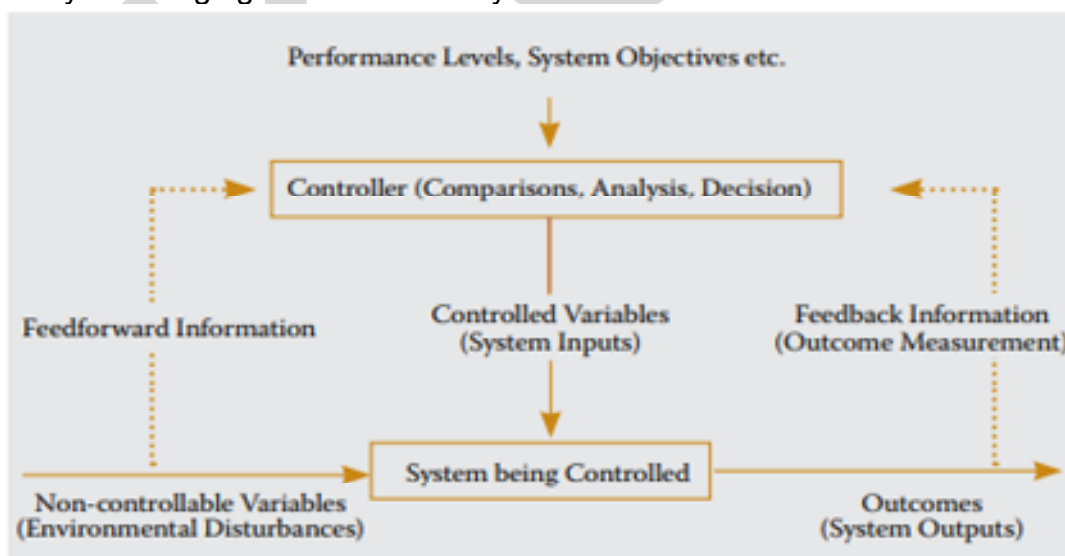 Performance Levels, System Objectives etc.
Controller (Comparisons, Analysis, Decision)
Feedforward Information
Controlled Variables
(System Inputs)
Feedback Information
(Outcome Measurement)
System being Controlled
Non-controllable Variables
(Environmental Disturbances)
Outcomes
(System Outputs)